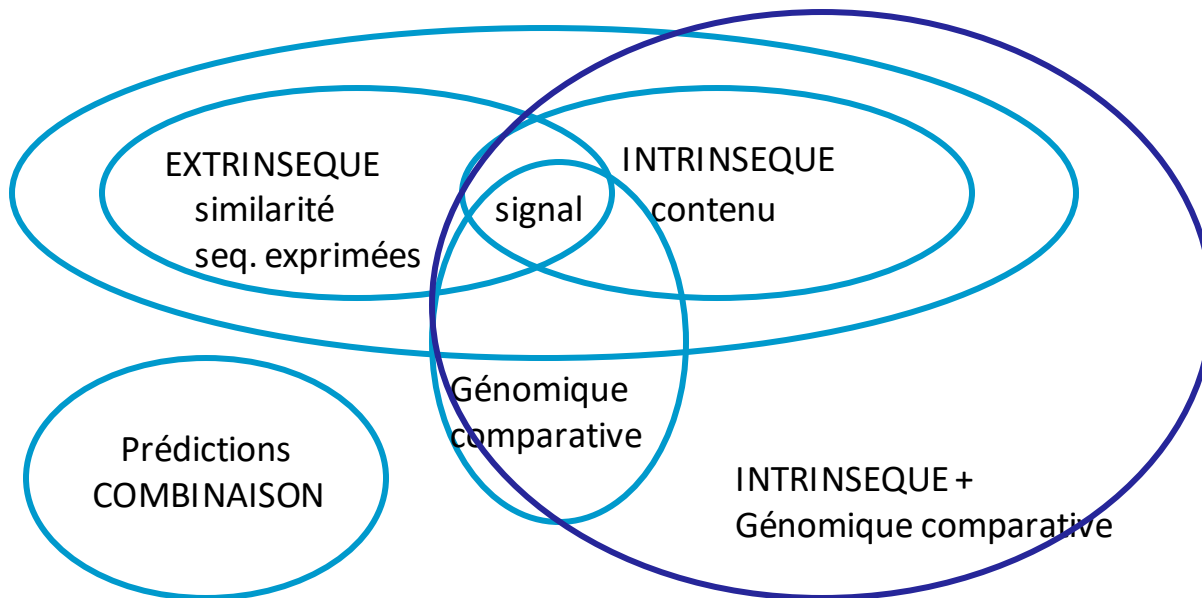 EXTRINSEQUE
similarité
seq. exprimées
signal
INTRINSEQUE
contenu
Génomique
comparative
Prédictions
COMBINAISON
INTRINSEQUE +
Génomique comparative